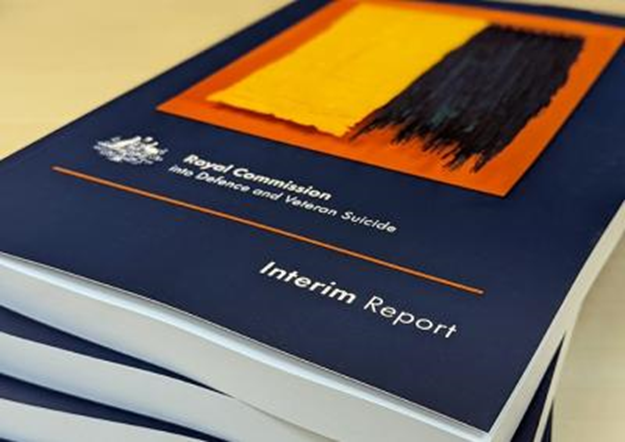 Royal Commission
into Defence and Veteran Suicide
Interim Report